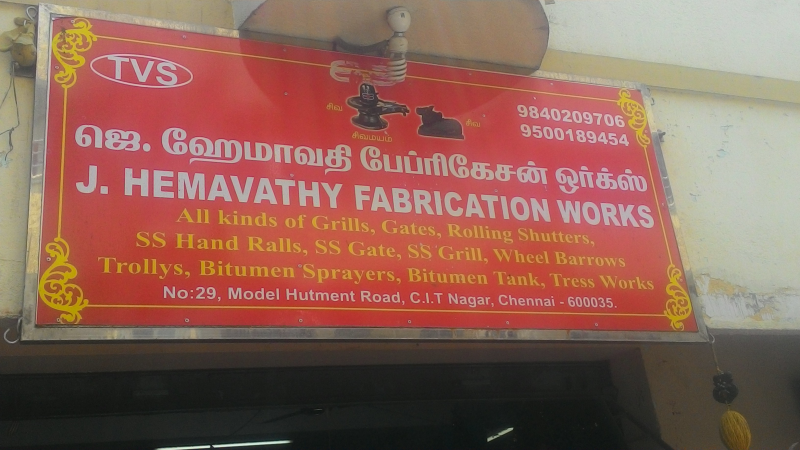 TVS
சிவ
சிவ
சிவமயம்
9840209706
9500189454
ஜெ. ஹேமாவதி பேப்ரிகேசன் ஒர்க்ஸ்
J. HEMAVATHY FABRICATION WORKS
All kinds of Grills, Gates, Rolling Shutters,
SS Hand Ralls, SS Gate, SS Grill, Wheel Barrows
Trollys, Bitumen Sprayers, Bitumen Tank, Tress Works
No:29, Model Hutment Road, C.I.T Nagar, Chennai - 600035.